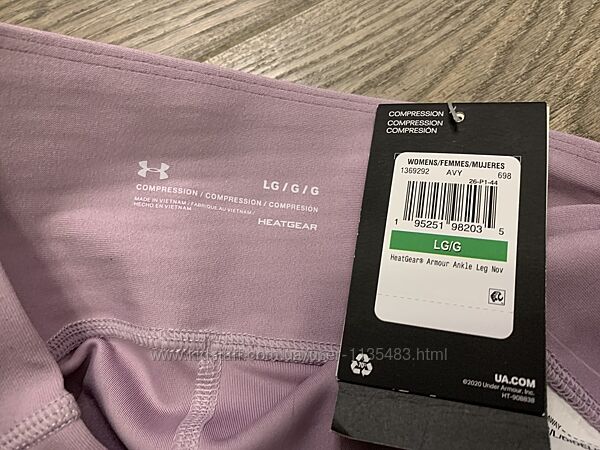 COMPRESSION
COMPRESSION
COMPRESIÓN
WOMENS/FEMMES/MUJERES
1369292 AVY 698
26-P1-44
1 95251 98203 5
LG/G
HeatGear® Armour Ankle Leg Nov
UA.COM
©2020 Under Armour, Inc.
HT-908838
LG / G / G
COMPRESSION / COMPRESSION / COMPRESIÓN
MADE IN VIETNAM / FABRIQUÉ AU VIETNAM /
HECHO EN VIETNAM
HEATGEAR